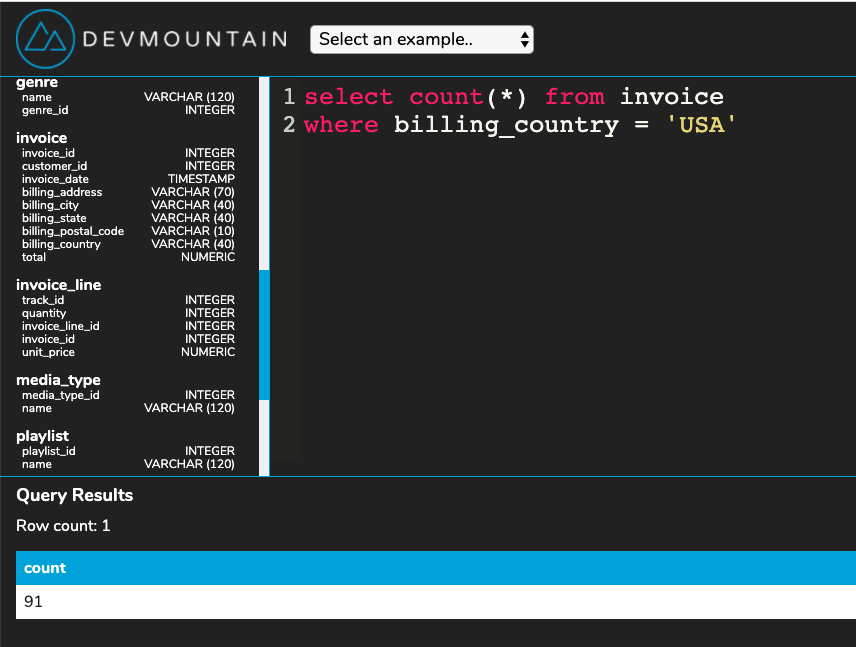 DEVMOUNTAIN
Select an example..
genre
name VARCHAR (120)
genre_id INTEGER
invoice
invoice_id INTEGER
customer_id INTEGER
invoice_date TIMESTAMP
billing_address VARCHAR (70)
billing_city VARCHAR (40)
billing_state VARCHAR (40)
billing_postal_code VARCHAR (10)
billing_country VARCHAR (40)
total NUMERIC
invoice_line
track_id INTEGER
quantity INTEGER
invoice_line_id INTEGER
invoice_id INTEGER
unit_price NUMERIC
media_type
media_type_id INTEGER
name VARCHAR (120)
playlist
playlist_id INTEGER
name VARCHAR (120)
1 select count(*) from invoice
2 where billing_country = 'USA'
Query Results
Row count: 1
count
91